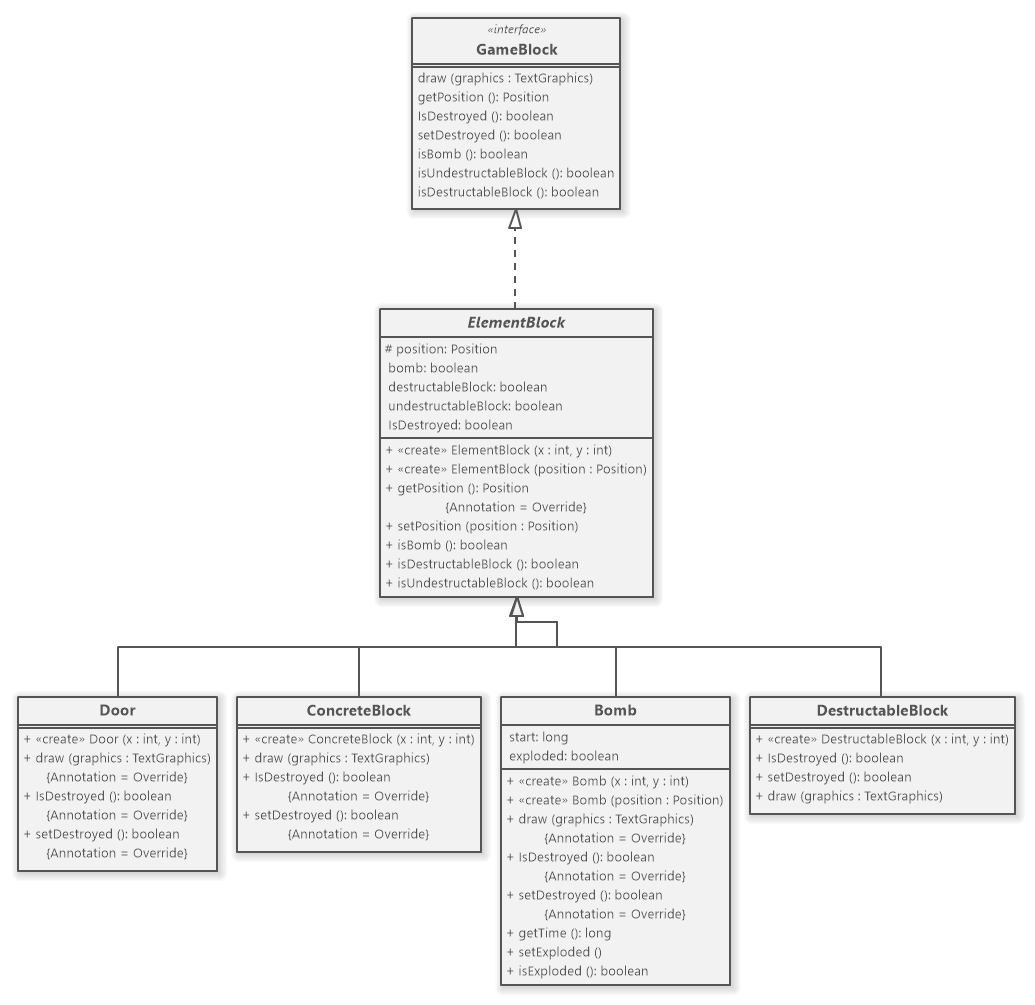 «interface»
GameBlock
draw (graphics : TextGraphics)
getPosition (): Position
IsDestroyed (): boolean
setDestroyed (): boolean
isBomb (): boolean
isUndestructableBlock (): boolean
isDestructableBlock (): boolean
ElementBlock
# position: Position
bomb: boolean
destructableBlock: boolean
undestructableBlock: boolean
IsDestroyed: boolean
+ «create» ElementBlock (x : int, y : int)
+ «create» ElementBlock (position : Position)
+ getPosition (): Position
{Annotation = Override}
+ setPosition (position : Position)
+ isBomb (): boolean
+ isDestructableBlock (): boolean
+ isUndestructableBlock (): boolean
Door
+ «create» Door (x : int, y : int)
+ draw (graphics : TextGraphics)
{Annotation = Override}
+ IsDestroyed (): boolean
{Annotation = Override}
+ setDestroyed (): boolean
{Annotation = Override}
ConcreteBlock
+ «create» ConcreteBlock (x : int, y : int)
+ draw (graphics : TextGraphics)
+ IsDestroyed (): boolean
{Annotation = Override}
+ setDestroyed (): boolean
{Annotation = Override}
Bomb
start: long
exploded: boolean
+ «create» Bomb (x : int, y : int)
+ «create» Bomb (position : Position)
+ draw (graphics : TextGraphics)
{Annotation = Override}
+ IsDestroyed (): boolean
{Annotation = Override}
+ setDestroyed (): boolean
{Annotation = Override}
+ getTime (): long
+ setExploded ()
+ isExploded (): boolean
DestructableBlock
+ «create» DestructableBlock (x : int, y : int)
+ IsDestroyed (): boolean
+ setDestroyed (): boolean
+ draw (graphics : TextGraphics)